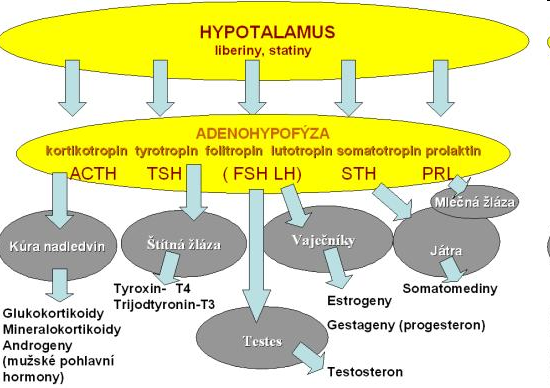 HYPOTALAMUS
liberiny, statiny
ADENOHYPOFÝZA
kortikotropin tyrotropin folitropin lutotropin somatotropin prolaktin
ACTH TSH ( FSH LH) STH PRL
Mlečná žláza
Kůra nadledvin
Štítná žláza
Vaječníky
Játra
Tyroxin- T4
Trijodtyronin-T3
Somatomediny
Estrogeny
Gestageny (progesteron)
Glukokortikoidy
Mineralokortikoidy
Androgeny
(mužské pohlavní
hormony)
Testes
Testosteron